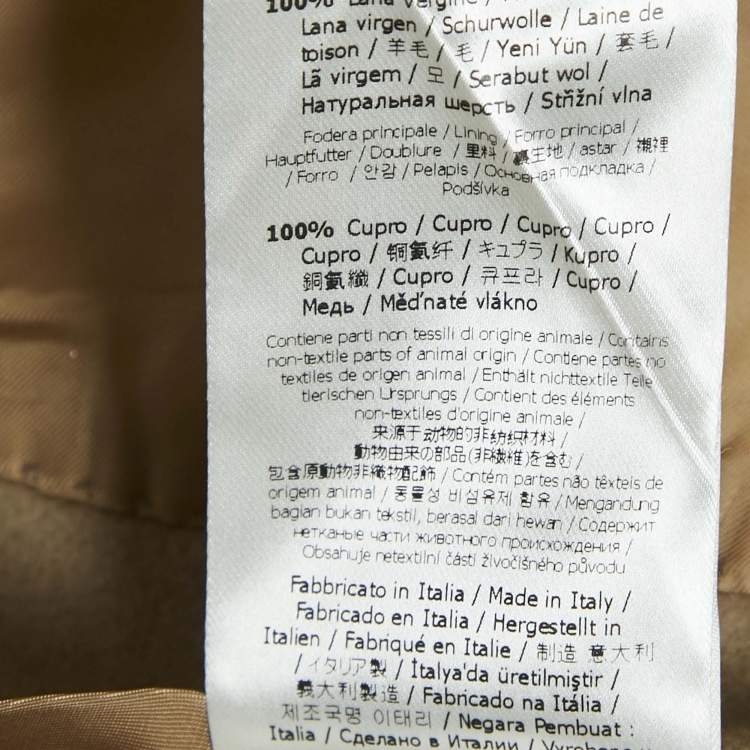 100% Lana Vergine /
Lana virgen / Schurwolle / Laine de
toison / 羊毛 / 毛 / Yeni Yün / 套毛 /
Lã virgem / 모 / Serabut wol /
Натуральная шерсть / Střižní vlna
Fodera principale / Lining / Forro principal /
Hauptfutter / Doublure / 里料 / 裏生地 / astar / 襯裡
/ Forro / 안감 / Pelapis / Основная подкладка /
Podšívka
100% Cupro / Cupro / Cupro / Cupro /
Cupro / 铜氨纤 / キュプラ / Kupro /
銅氨纖 / Cupro / 큐프라 / Cupro /
Медь / Měďnaté vlákno
Contiene parti non tessili di origine animale / Contains
non-textile parts of animal origin / Contiene partes no
textiles de origen animal / Enthält nichttextile Teile
tierischen Ursprungs / Contient des éléments
non-textiles d'origine animale /
来源于动物的非纺织材料 /
動物由来の部品(非繊維)を含む /
包含原動物非織物配飾 / Contém partes não têxteis de
origem animal / 동물성 비섬유제 함유 / Mengandung
bagian bukan tekstil, berasal dari hewan / Содержит
нетканые части животного происхождения /
Obsahuje netextilní části živočišného původu
Fabbricato in Italia / Made in Italy /
Fabricado en Italia / Hergestellt in
Italien / Fabriqué en Italie / 制造 意大利
/ イタリア製 / İtalya'da üretilmiştir /
義大利製造 / Fabricado na Itália /
제조국명 이태리 / Negara Pembuat :
Italia / Сделано в Италии / Vyrobeno